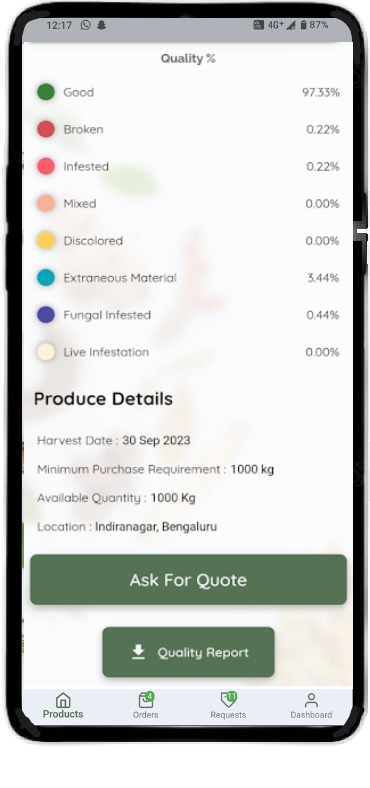 12:17 4G+ 87%
Quality %
Good 97.33%
Broken 0.22%
Infested 0.22%
Mixed 0.00%
Discolored 0.00%
Extraneous Material 3.44%
Fungal Infested 0.44%
Live Infestation 0.00%
Produce Details
Harvest Date : 30 Sep 2023
Minimum Purchase Requirement : 1000 kg
Available Quantity : 1000 Kg
Location : Indiranagar, Bengaluru
Ask For Quote
Quality Report
4 11
Products Orders Requests Dashboard